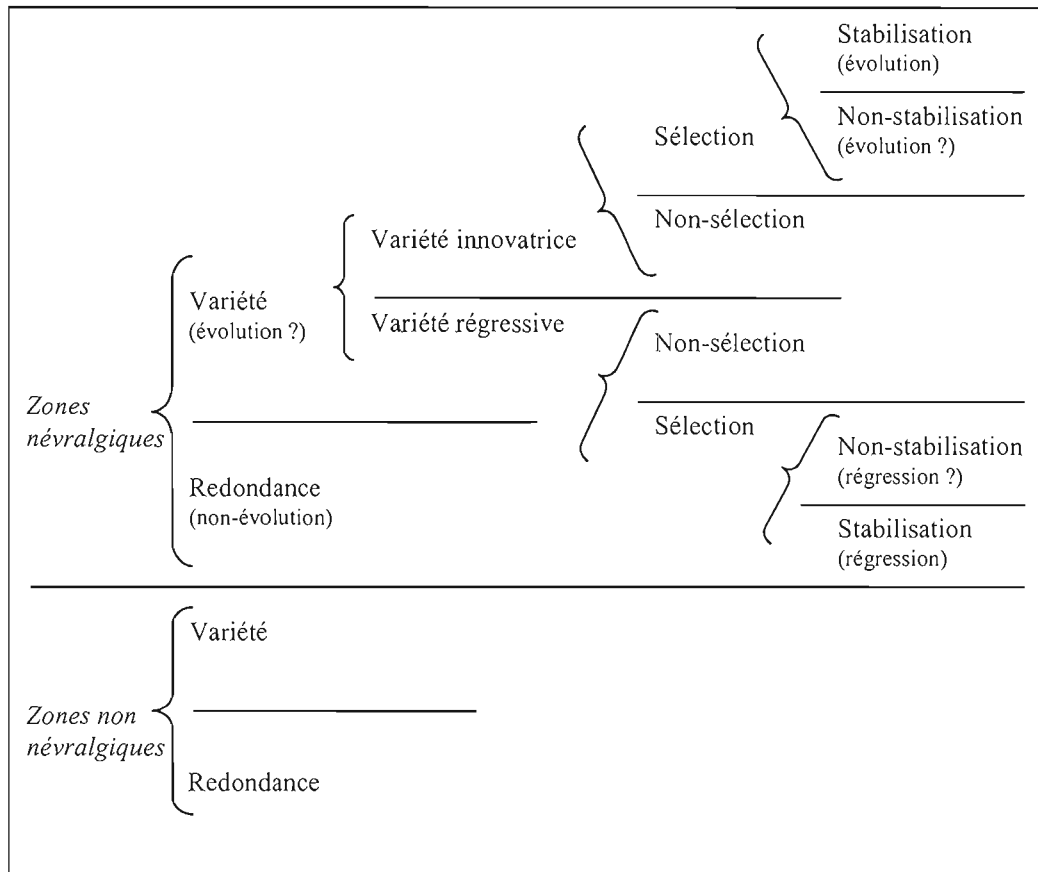 Stabilisation
(évolution)
Non-stabilisation
(évolution ?)
Sélection
Non-sélection
Variété innovatrice
Variété
(évolution ?)
Variété régressive
Non-sélection
Zones
névralgiques
Sélection
Non-stabilisation
(régression ?)
Redondance
(non-évolution)
Stabilisation
(régression)
Variété
Zones non
névralgiques
Redondance